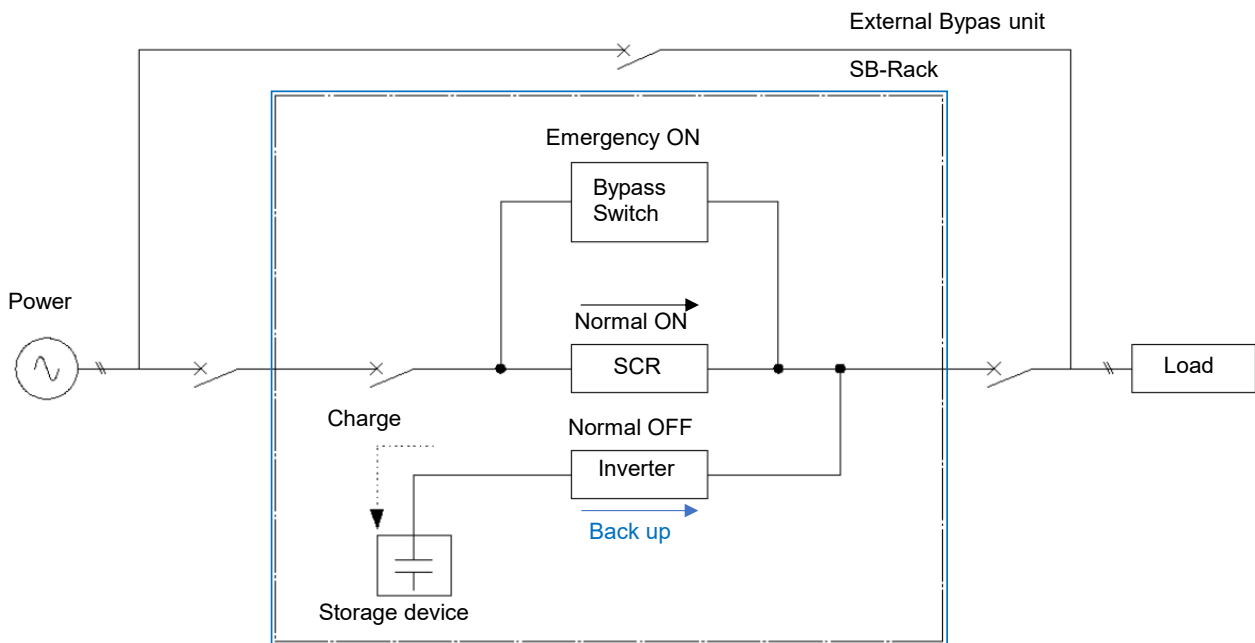 External Bypas unit
SB-Rack
Emergency ON
Bypass
Switch
Power
Normal ON
SCR
Load
Charge
Normal OFF
Inverter
Back up
Storage device